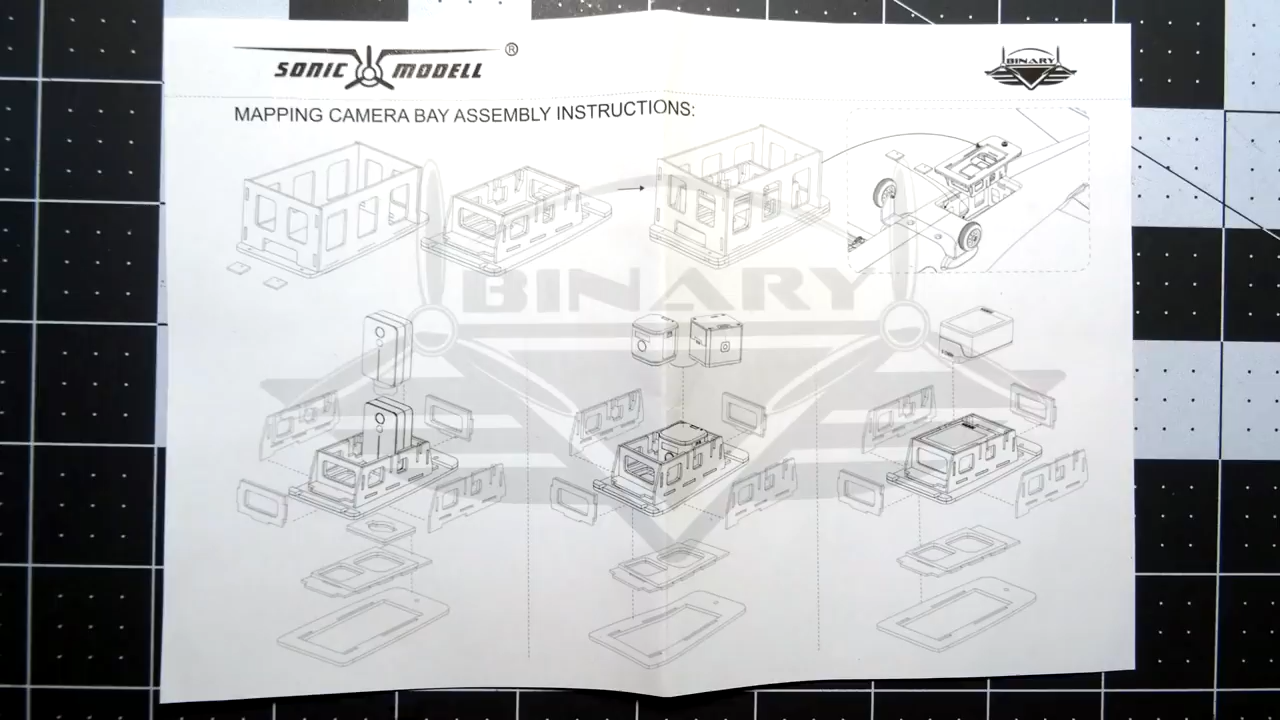 SONIC MODELL ®
BINARY
MAPPING CAMERA BAY ASSEMBLY INSTRUCTIONS:
BINARY